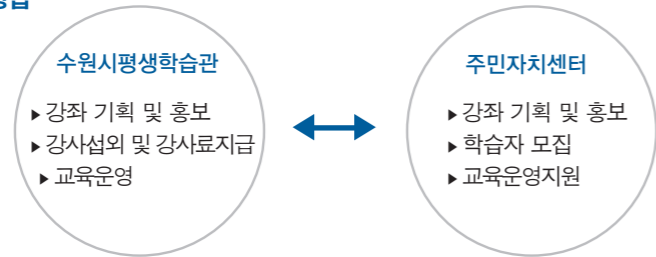 수원시평생학습관
▶ 강좌 기획 및 홍보
▶ 강사섭외 및 강사료지급
▶ 교육운영
주민자치센터
▶ 강좌 기획 및 홍보
▶ 학습자 모집
▶ 교육운영지원